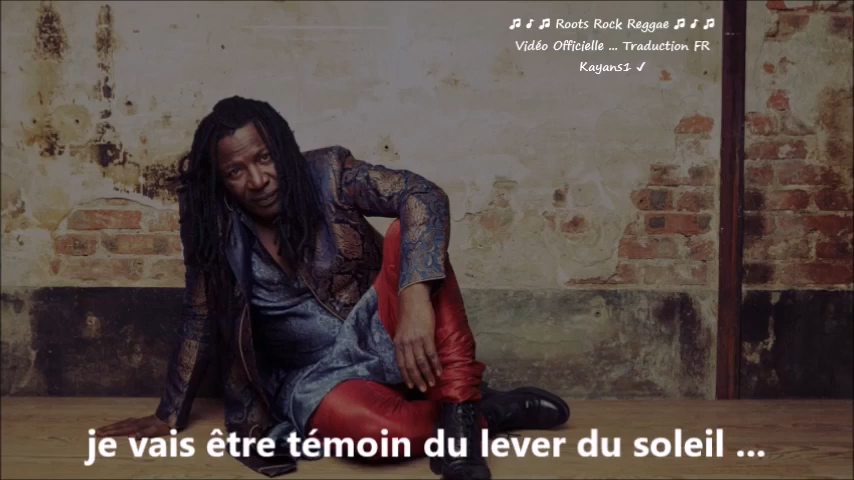 ♫ ♪ ♫ Roots Rock Reggae ♫ ♪ ♫
Vidéo Officielle ... Traduction FR
Kayans1 ✓
je vais être témoin du lever du soleil ...